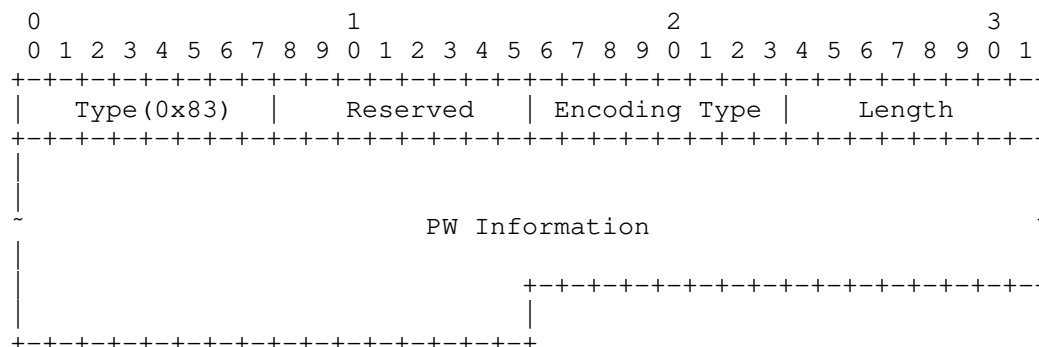 0                   1                   2                   3
0 1 2 3 4 5 6 7 8 9 0 1 2 3 4 5 6 7 8 9 0 1 2 3 4 5 6 7 8 9 0 1
+-+-+-+-+-+-+-+-+-+-+-+-+-+-+-+-+-+-+-+-+-+-+-+-+-+-+-+-+-+-+-+-
|   Type(0x83)  |    Reserved   | Encoding Type |    Length
+-+-+-+-+-+-+-+-+-+-+-+-+-+-+-+-+-+-+-+-+-+-+-+-+-+-+-+-+-+-+-+-
|
|
~                         PW Information                        ~
|
|                               +-+-+-+-+-+-+-+-+-+-+-+-+-+-+-+-
|                               |
+-+-+-+-+-+-+-+-+-+-+-+-+-+-+-+-+